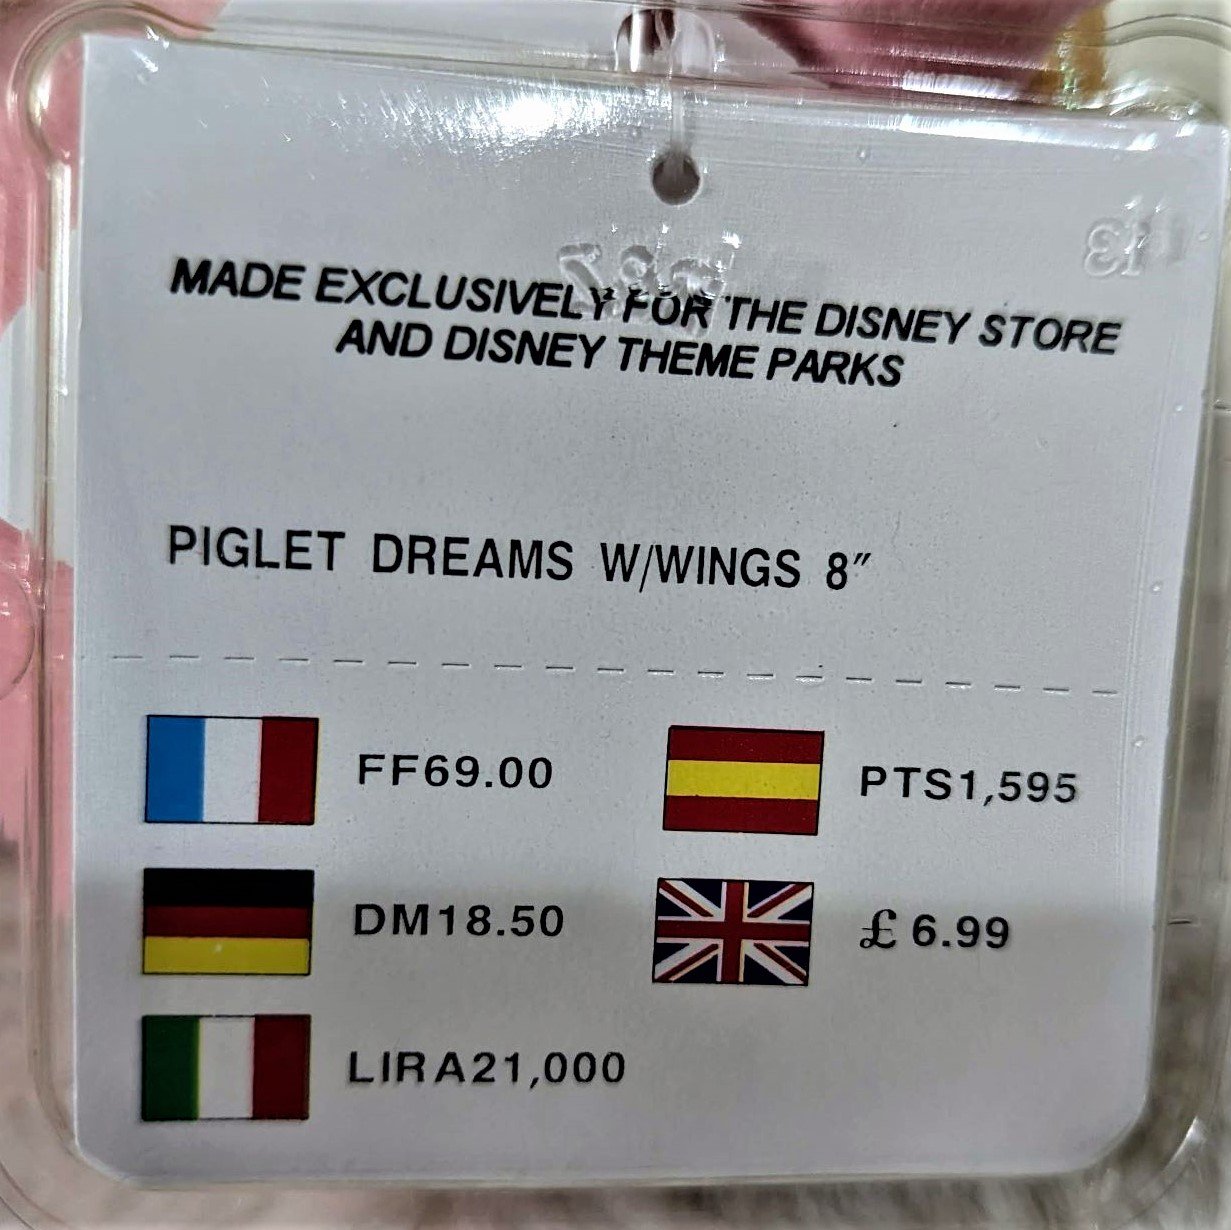 MADE EXCLUSIVELY FOR THE DISNEY STORE
AND DISNEY THEME PARKS
PIGLET DREAMS W/WINGS 8"
FF69.00
PTS1,595
DM18.50
£ 6.99
LIRA21,000